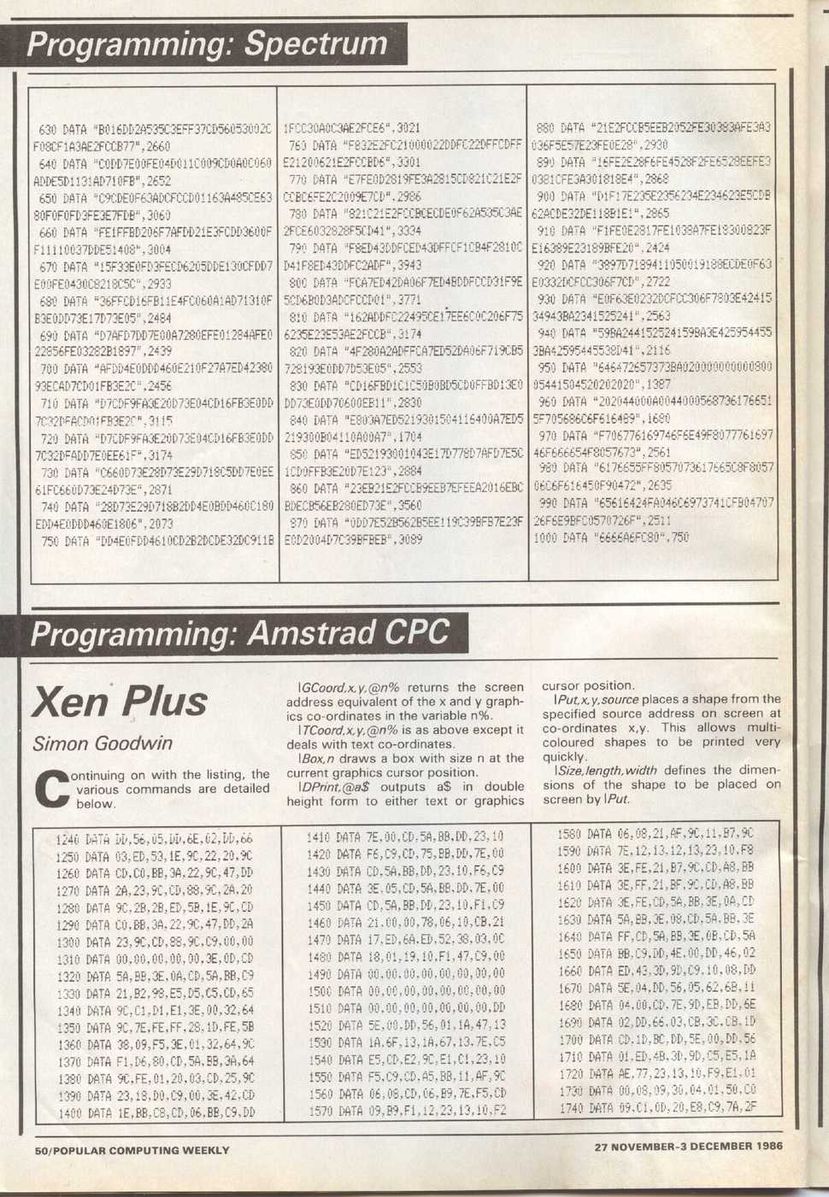 Programming: Spectrum
630 DATA "B016DD2A535C3EFF37CD56053002C
F08CF1A3AE2FCCB77",2660
640 DATA "C0DD7E00FE04D011C009CD0A0C060
ADDE5D1131AD710FB",2652
650 DATA "C9CDE0F63ADCFCCD01163A485CE63
80F0F0FD3FE3E7FDB",3060
660 DATA "FE1FFBD206F7AFDD21E3FCDD3600F
F11110037DDE51408",3004
670 DATA "15F33E0FD3FECD6205DDE130CFDD7
E00FE0430C8218C5C",2933
680 DATA "36FFCD16FB11E4FC060A1AD71310F
B3E0DD73E17D73E05",2484
690 DATA "D7AFD7DD7E00A7280EFE01284AFE0
22856FE03282B1897",2439
700 DATA "AFDD4E0DDD460E210F27A7ED42380
93ECAD7CD01FB3E2C",2456
710 DATA "D7CDF9FA3E20D73E04CD16FB3E0DD
7C32DFACD01FB3E2C",3115
720 DATA "D7CDF9FA3E20D73E04CD16FB3E0DD
7C32DFADD7E0EE61F",3174
730 DATA "C660D73E28D73E29D718C5DD7E0EE
61FC660D73E24D73E",2871
740 DATA "28D73E29D718B2DD4E0BDD460C180
EDD4E0DDD460E1806",2073
750 DATA "DD4E0FDD4610CD2B2DCDE32DC911B
1FCC30A0C3AE2FCE6",3021
760 DATA "F832E2FC21000022DDFC22DFFCDFF
E21200621E2FCCBD6",3301
770 DATA "E7FE0D2819FE3A2815CD821C21E2F
CCBC6FE2C2009E7CD",2986
780 DATA "821C21E2FCCBCECDE0F62A535C3AE
2FCE6032828F5CD41",3334
790 DATA "F8ED43DDFCED43DFFCF1CB4F2810C
D41F8ED43DDFC2ADF",3943
800 DATA "FCA7ED42DA06F7ED4BDDFCCD31F9E
5CD6B0D3ADCFCCD01",3771
810 DATA "162ADDFC22495CE17EE6C0C206F75
6235E23E53AE2FCCB",3174
820 DATA "4F280A2ADFFCA7ED52DA06F719CB5
728193E0DD7D53E05",2553
830 DATA "CD16FBD1C1C50B0BD5CD0FFBD13E0
DD73E0DD70600EB11",2830
840 DATA "E803A7ED5219301504116400A7ED5
219300B04110A00A7",1704
850 DATA "ED52193001043E17D778D7AFD7E5C
1CD0FFB3E20D7E123",2884
860 DATA "23EB21E2FCCB9EEB7EFEEA2016EBC
BDECB56EB280ED73E",3560
870 DATA "0DD7E52B562B5EE119C39BFB7E23F
E0D2004D7C39BFBEB",3089
880 DATA "21E2FCCB5EEB2052FE30383AFE3A3
036F5E57E23FE0E28",2930
890 DATA "16FE2E28F6FE4528F2FE6528EEFE3
0381CFE3A301818E4",2868
900 DATA "D1F17E235E2356234E234623E5CDB
62ACDE32DE118B1E1",2865
910 DATA "F1FE0E2817FE1038A7FE18300823F
E16389E23189BFE20",2424
920 DATA "3897D718941105001918 8ECDE0F63
E0332DCFCC306F7CD",2722
930 DATA "E0F63E0232DCFCC306F7803E42415
34943BA2341525241",2563
940 DATA "59BA244152524159BA3E425954455
3BA42595445538D41",2116
950 DATA "646472657373BA020000000000800
00544150452020202 0",1387
960 DATA "202044000A0044000568736176651
5F705686C6F616489",1680
970 DATA "F706776169746F6E49F8077761697
46F6666654F8057673",2561
980 DATA "6176655FF8057073617665C8F8057
06C6F616450F90472",2635
990 DATA "65616424FA046C6973741CFB04707
26F6E9BFC0570726F",2511
1000 DATA "6666A6FC80",750
Programming: Amstrad CPC
Xen Plus
Simon Goodwin
Continuing on with the listing, the
various commands are detailed
below.
|GCoord,x,y,@n% returns the screen
address equivalent of the x and y graph-
ics co-ordinates in the variable n%.
|TCoord,x,y,@n% is as above except it
deals with text co-ordinates.
|Box,n draws a box with size n at the
current graphics cursor position.
|DPrint,@a$ outputs a$ in double
height form to either text or graphics
cursor position.
|Put,x,y,source places a shape from the
specified source address on screen at
co-ordinates x,y. This allows multi-
coloured shapes to be printed very
quickly.
|Size,length,width defines the dimen-
sions of the shape to be placed on
screen by |Put.
1240 DATA DD,56,05,DD,6E,02,DD,66
1250 DATA 03,ED,53,1E,9C,22,20,9C
1260 DATA CD,C0,BB,3A,22,9C,47,DD
1270 DATA 2A,23,9C,CD,88,9C,2A,20
1280 DATA 9C,2B,2B,ED,5B,1E,9C,CD
1290 DATA C0,BB,3A,22,9C,47,DD,2A
1300 DATA 23,9C,CD,88,9C,C9,00,00
1310 DATA 00,00,00,00,00,3E,0D,CD
1320 DATA 5A,BB,3E,0A,CD,5A,BB,C9
1330 DATA 21,B2,98,E5,D5,C5,CD,65
1340 DATA 9C,C1,D1,E1,3E,00,32,64
1350 DATA 9C,7E,FE,FF,28,1D,FE,5B
1360 DATA 38,09,F5,3E,01,32,64,9C
1370 DATA F1,D6,80,CD,5A,BB,3A,64
1380 DATA 9C,FE,01,20,03,CD,25,9C
1390 DATA 23,18,D0,C9,00,3E,42,CD
1400 DATA 1E,BB,C8,CD,06,BB,C9,DD
1410 DATA 7E,00,CD,5A,BB,DD,23,10
1420 DATA F6,C9,CD,75,BB,DD,7E,00
1430 DATA CD,5A,BB,DD,23,10,F6,C9
1440 DATA 3E,05,CD,5A,BB,DD,7E,00
1450 DATA CD,5A,BB,DD,23,10,F1,C9
1460 DATA 21,00,00,78,06,10,CB,21
1470 DATA 17,ED,6A,ED,52,38,03,0C
1480 DATA 18,01,19,10,F1,47,C9,00
1490 DATA 00,00,00,00,00,00,00,00
1500 DATA 00,00,00,00,00,00,00,00
1510 DATA 00,00,00,00,00,00,00,DD
1520 DATA 5E,00,DD,56,01,1A,47,13
1530 DATA 1A,6F,13,1A,67,13,7E,C5
1540 DATA E5,CD,E2,9C,E1,C1,23,10
1550 DATA F5,C9,CD,A5,BB,11,AF,9C
1560 DATA 06,08,CD,06,B9,7E,F5,CD
1570 DATA 09,B9,F1,12,23,13,10,F2
1580 DATA 06,08,21,AF,9C,11,B7,9C
1590 DATA 7E,12,13,12,13,23,10,F8
1600 DATA 3E,FE,21,B7,9C,CD,A8,BB
1610 DATA 3E,FF,21,BF,9C,CD,A8,BB
1620 DATA 3E,FE,CD,5A,BB,3E,0A,CD
1630 DATA 5A,BB,3E,08,CD,5A,BB,3E
1640 DATA FF,CD,5A,BB,3E,0B,CD,5A
1650 DATA BB,C9,DD,4E,00,DD,46,02
1660 DATA ED,43,3D,9D,C9,10,08,DD
1670 DATA 5E,04,DD,56,05,62,6B,11
1680 DATA 04,00,CD,7E,9D,EB,DD,6E
1690 DATA 02,DD,66,03,CB,3C,CB,1D
1700 DATA CD,1D,BC,DD,5E,00,DD,56
1710 DATA 01,ED,4B,3D,9D,C5,E5,1A
1720 DATA AE,77,23,13,10,F9,E1,01
1730 DATA 00,08,09,30,04,01,50,C0
1740 DATA 09,C1,0D,20,E8,C9,7A,2F
50/POPULAR COMPUTING WEEKLY
27 NOVEMBER-3 DECEMBER 1986